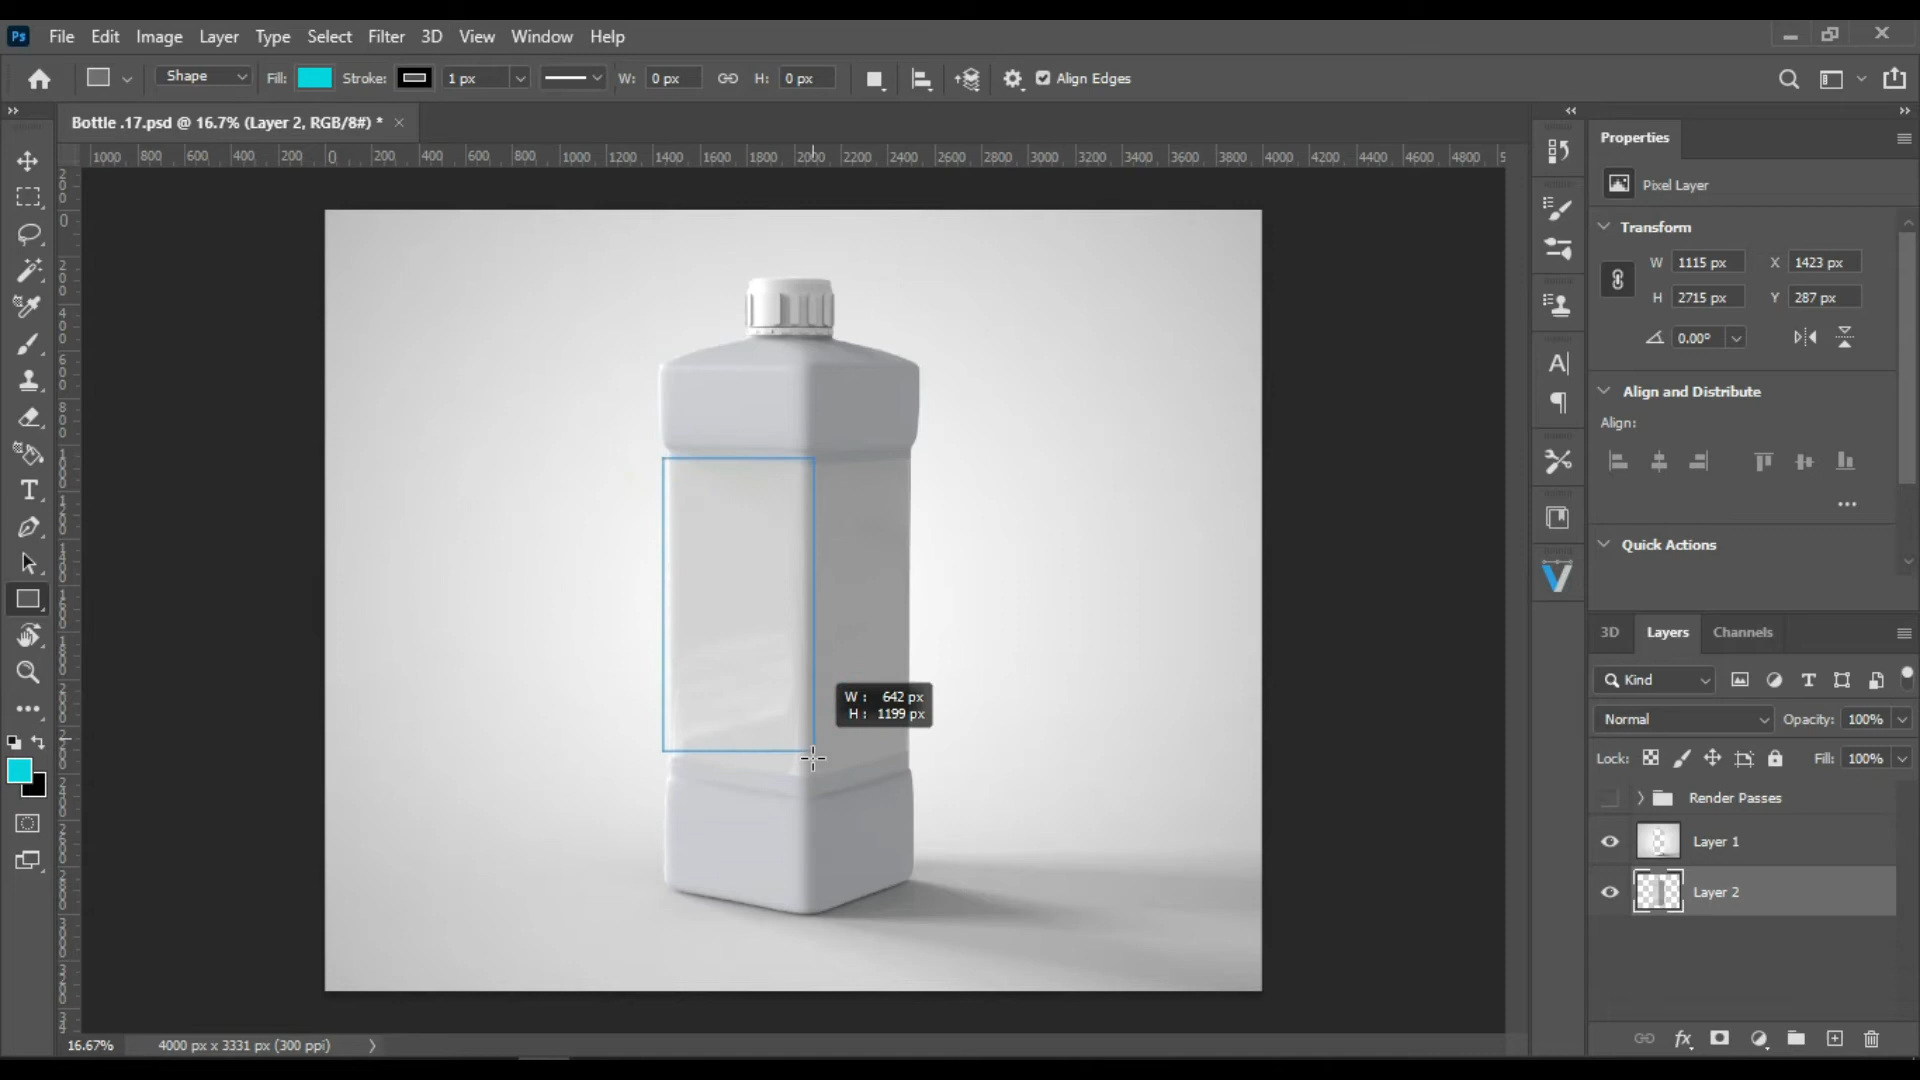 Ps File Edit Image Layer Type Select Filter 3D View Window Help
Shape Fill: Stroke: 1 px W: 0 px H: 0 px Align Edges
Bottle .17.psd @ 16.7% (Layer 2, RGB/8#) * ×
1000 800 600 400 200 0 200 400 600 800 1000 1200 1400 1600 1800 2000 2200 2400 2600 2800 3000 3200 3400 3600 3800 4000 4200 4400 4600 4800 5
Properties
Pixel Layer
Transform
W 1115 px X 1423 px
H 2715 px Y 287 px
0.00°
Align and Distribute
Align:
Quick Actions
W : 642 px
H : 1199 px
3D Layers Channels
Kind
Normal Opacity: 100%
Lock: Fill: 100%
Render Passes
Layer 1
Layer 2
16.67% 4000 px x 3331 px (300 ppi)